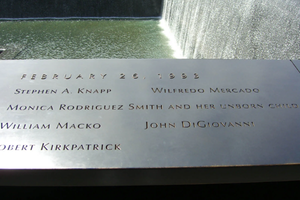 FEBRUARY 26, 1993
STEPHEN A. KNAPP WILFREDO MERCADO
MONICA RODRIGUEZ SMITH AND HER UNBORN CHILD
WILLIAM MACKO JOHN DIGIOVANNI
ROBERT KIRKPATRICK